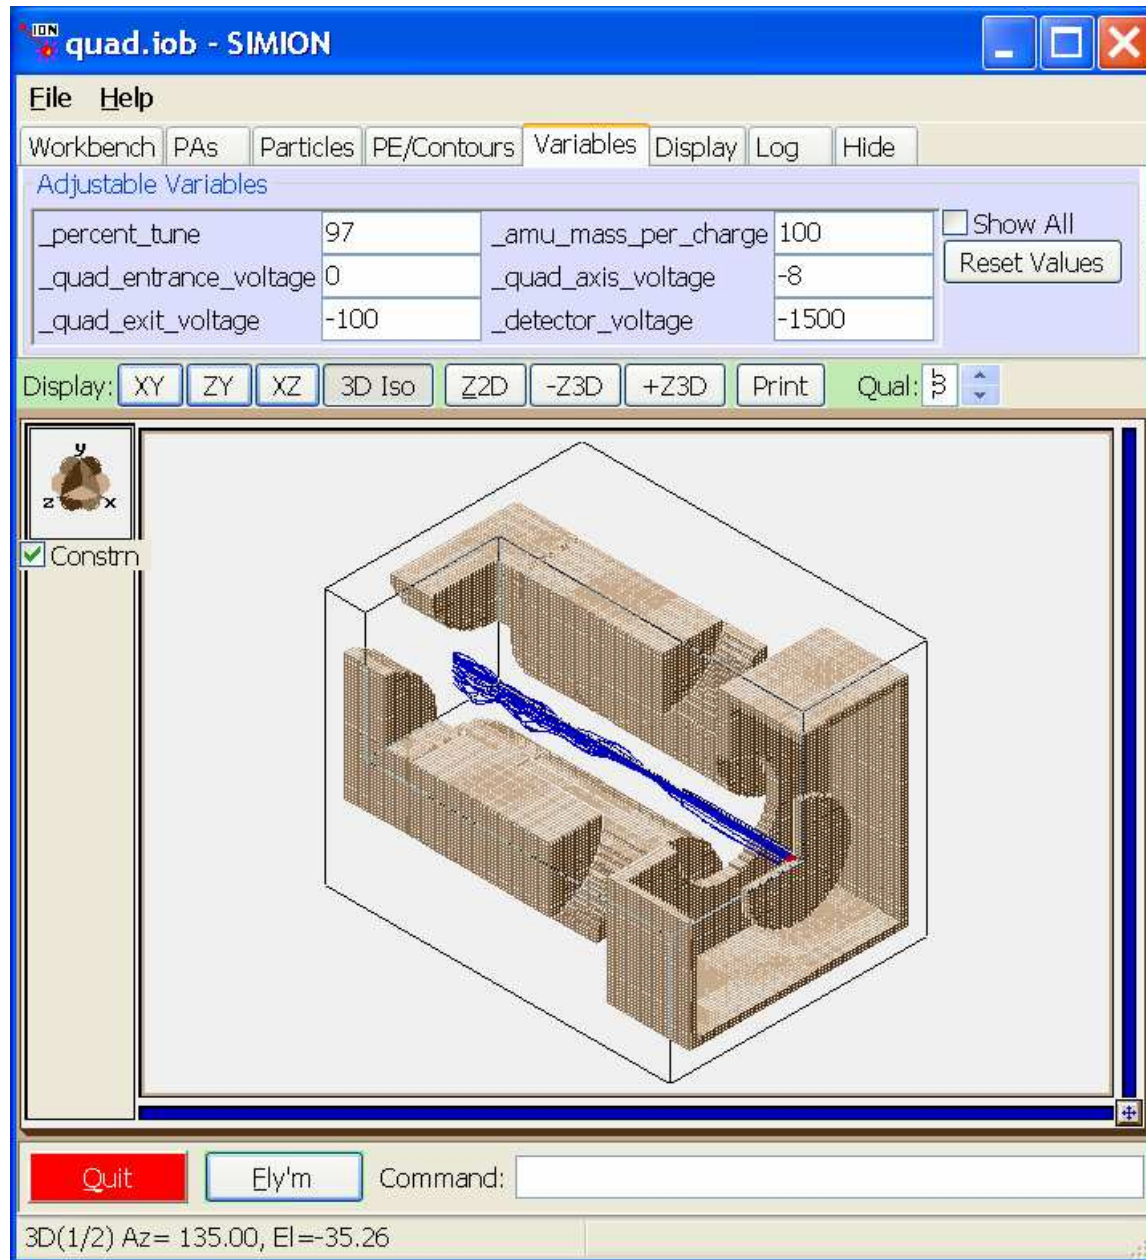 ION quad.iob - SIMION
File Help
Workbench PAs Particles PE/Contours Variables Display Log Hide
Adjustable Variables
_percent_tune 97 _amu_mass_per_charge 100 Show All
_quad_entrance_voltage 0 _quad_axis_voltage -8 Reset Values
_quad_exit_voltage -100 _detector_voltage -1500
Display: XY ZY XZ 3D Iso Z2D -Z3D +Z3D Print Qual:
y
z x
Constrn
Quit Fly'm Command:
3D(1/2) Az= 135.00, El=-35.26